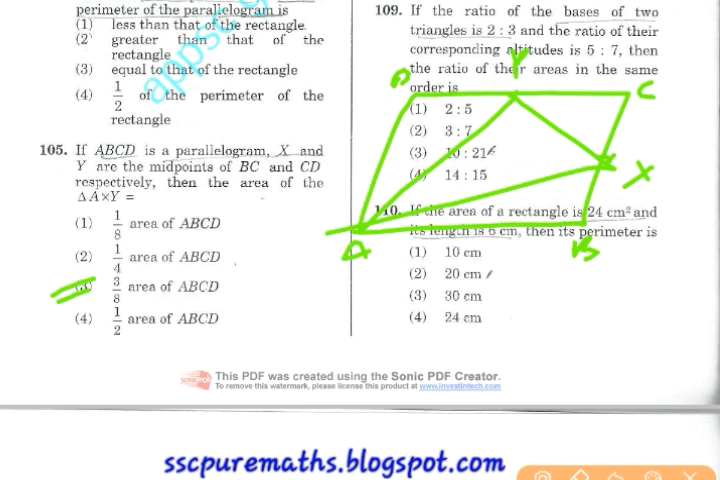 perimeter of the parallelogram is
(1) less than that of the rectangle
(2) greater than that of the
rectangle
(3) equal to that of the rectangle
(4) 1/2 of the perimeter of the
rectangle
105. If ABCD is a parallelogram, X and
Y are the midpoints of BC and CD
respectively, then the area of the
Δ AXY =
(1) 1/8 area of ABCD
(2) 1/4 area of ABCD
(3) 3/8 area of ABCD
(4) 1/2 area of ABCD
109. If the ratio of the bases of two
triangles is 2 : 3 and the ratio of their
corresponding altitudes is 5 : 7, then
the ratio of their areas in the same
order is
(1) 2 : 5
(2) 3 : 7
(3) 10 : 21
(4) 14 : 15
110. If the area of a rectangle is 24 cm² and
its length is 6 cm, then its perimeter is
(1) 10 cm
(2) 20 cm
(3) 30 cm
(4) 24 cm
D
Y
C
X
A
B
This PDF was created using the Sonic PDF Creator.
To remove this watermark, please license this product at www.investintech.com
sscpuremaths.blogspot.com